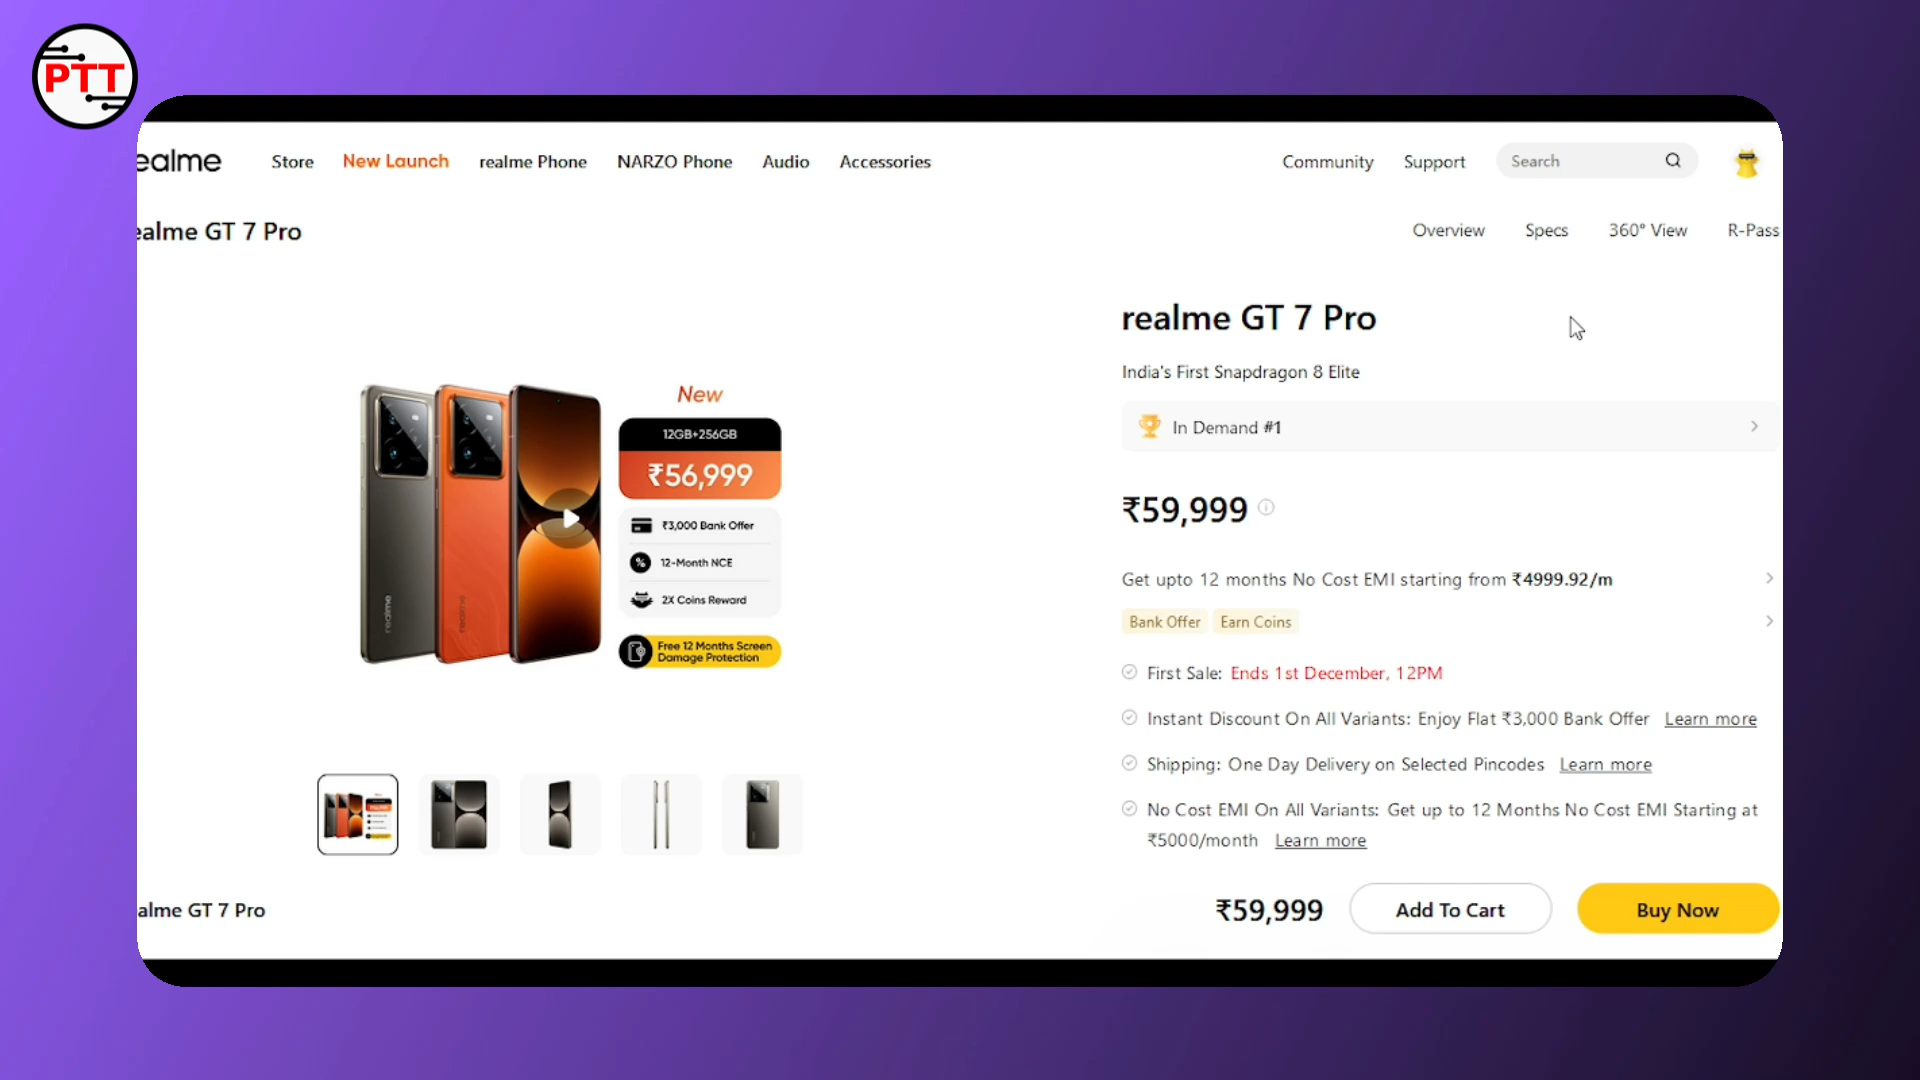 PTT
ealme
Store
New Launch
realme Phone
NARZO Phone
Audio
Accessories
Community
Support
Search
ealme GT 7 Pro
Overview
Specs
360° View
R-Pass
realme GT 7 Pro
India's First Snapdragon 8 Elite
In Demand #1
₹59,999
Get upto 12 months No Cost EMI starting from ₹4999.92/m
Bank Offer
Earn Coins
First Sale: Ends 1st December, 12PM
Instant Discount On All Variants: Enjoy Flat ₹3,000 Bank Offer Learn more
Shipping: One Day Delivery on Selected Pincodes Learn more
No Cost EMI On All Variants: Get up to 12 Months No Cost EMI Starting at
₹5000/month Learn more
New
12GB+256GB
₹56,999
₹3,000 Bank Offer
12-Month NCE
2X Coins Reward
Free 12 Months Screen
Damage Protection
realme
realme
alme GT 7 Pro
₹59,999
Add To Cart
Buy Now